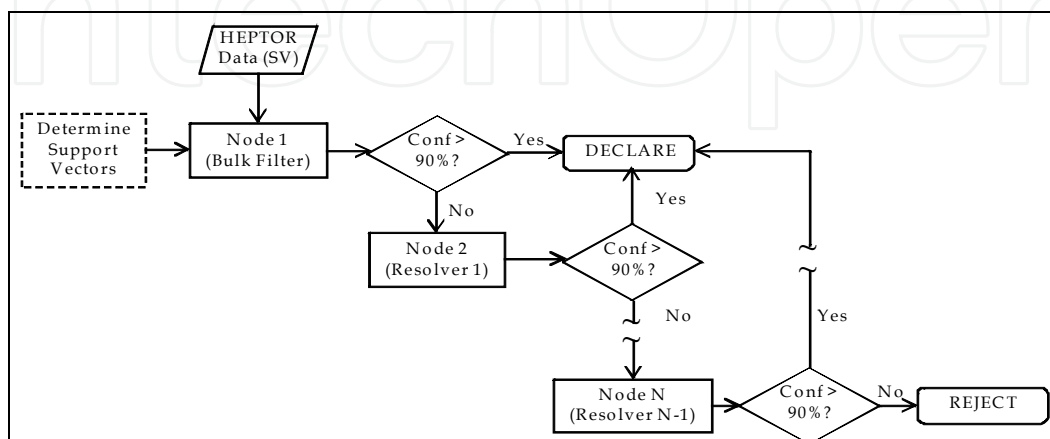 IntechOpen
HEPTOR
Data (SV)
Determine
Support
Vectors
Node 1
(Bulk Filter)
Conf >
90%?
Yes
DECLARE
No
Yes
Node 2
(Resolver 1)
Conf >
90%?
No
Yes
Node N
(Resolver N-1)
Conf >
90%?
No
REJECT